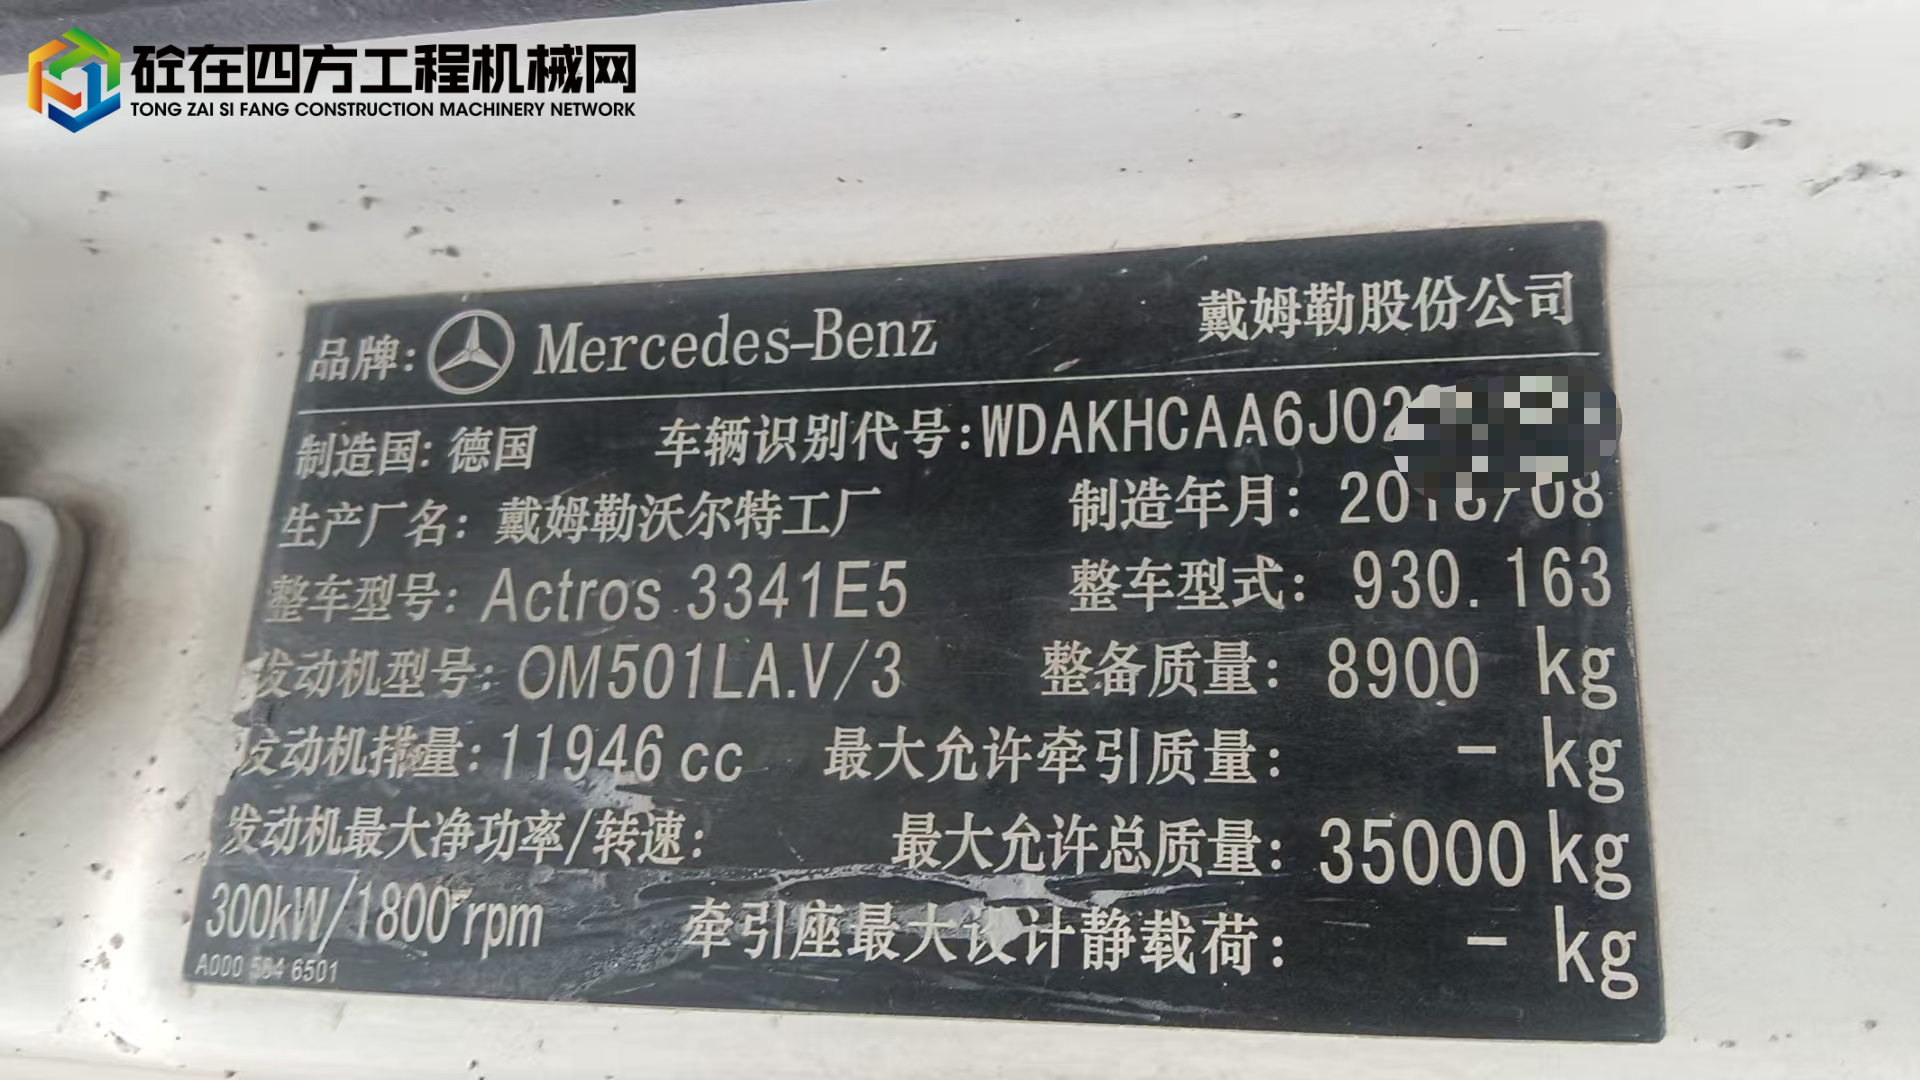 砼在四方工程机械网
TONG ZAI SI FANG CONSTRUCTION MACHINERY NETWORK
品牌: Mercedes-Benz 戴姆勒股份公司
制造国: 德国 车辆识别代号: WDAKHCAA6J02
生产厂名: 戴姆勒沃尔特工厂 制造年月: 2018/08
整车型号: Actros 3341E5 整车型式: 930.163
发动机型号: OM501LA.V/3 整备质量: 8900 kg
发动机排量: 11946 cc 最大允许牵引质量: - kg
发动机最大净功率/转速: 最大允许总质量: 35000 kg
300kW/1800 rpm 牵引座最大设计静载荷: - kg
A000 584 6501